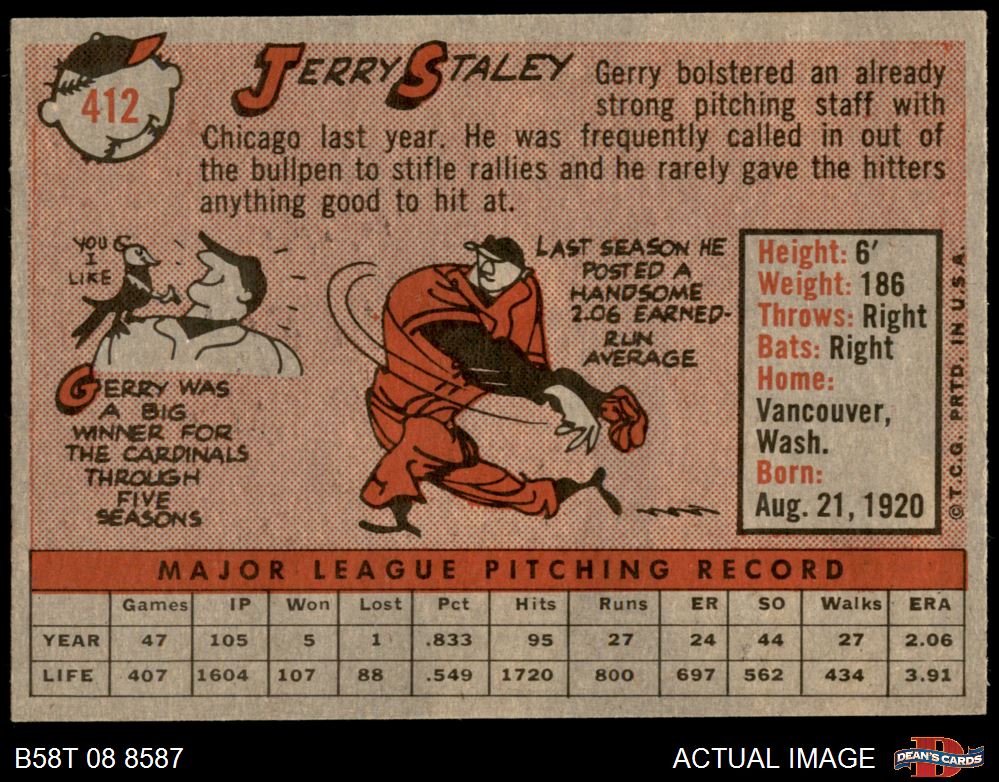 412
JERRY STALEY
Gerry bolstered an already
strong pitching staff with
Chicago last year. He was frequently called in out of
the bullpen to stifle rallies and he rarely gave the hitters
anything good to hit at.
YOU
I
LIKE
GERRY WAS
A BIG
WINNER FOR
THE CARDINALS
THROUGH
FIVE
SEASONS
LAST SEASON HE
POSTED A
HANDSOME
2.06 EARNED-
RUN
AVERAGE
Height: 6'
Weight: 186
Throws: Right
Bats: Right
Home:
Vancouver,
Wash.
Born:
Aug. 21, 1920
©T.C.G. PRTD. IN U.S.A.
MAJOR LEAGUE PITCHING RECORD
Games IP Won Lost Pct Hits Runs ER SO Walks ERA
YEAR 47 105 5 1 .833 95 27 24 44 27 2.06
LIFE 407 1604 107 88 .549 1720 800 697 562 434 3.91
B58T 08 8587
ACTUAL IMAGE
D
DEAN'S CARDS